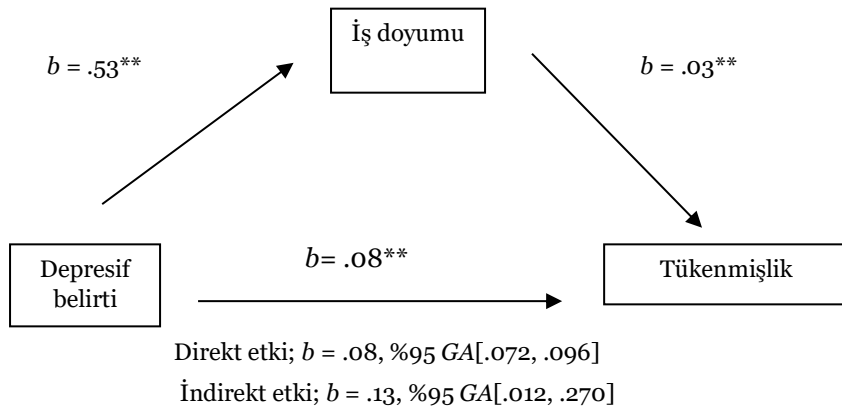 İş doyumu
b = .53**
b = .03**
Depresif
belirti
b= .08**
Tükenmişlik
Direkt etki; b = .08, %95 GA[.072, .096]
İndirekt etki; b = .13, %95 GA[.012, .270]